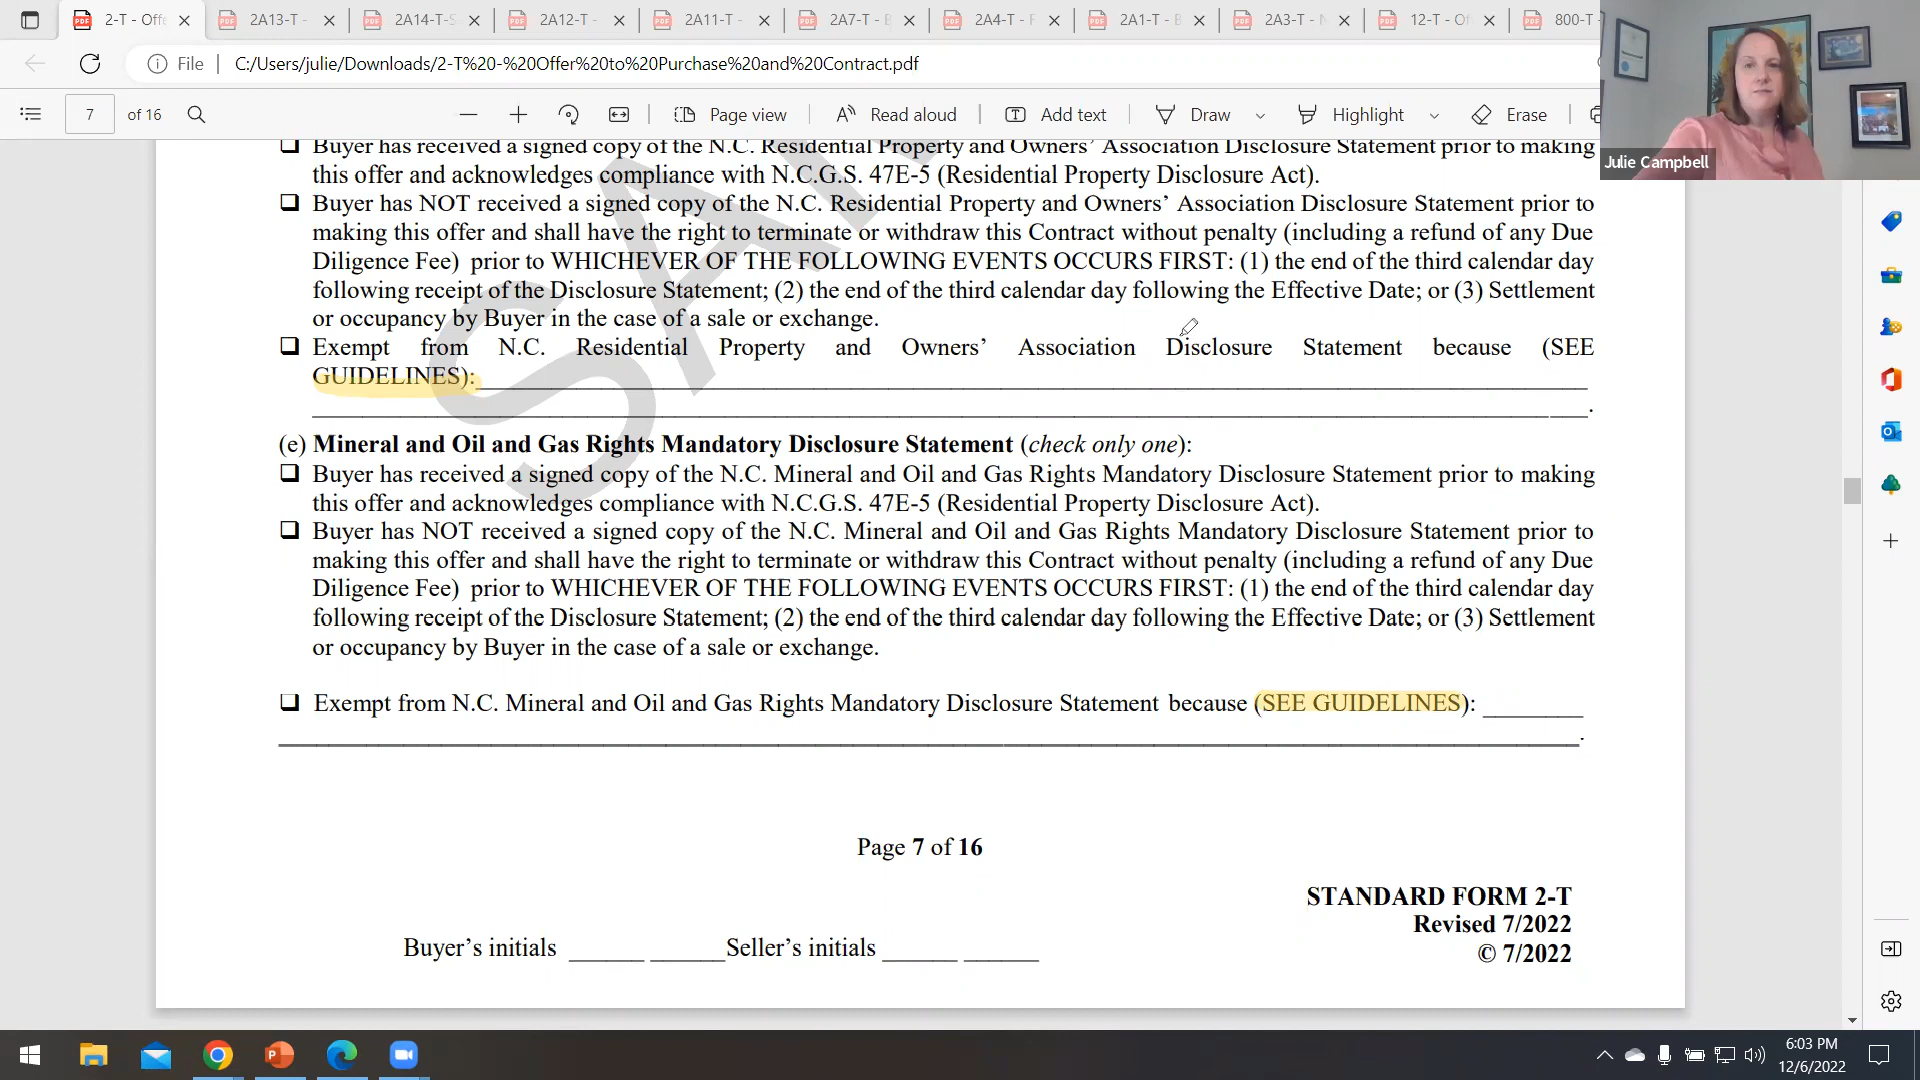 2-T - Offe
2A13-T -
2A14-T-S
2A12-T -
2A11-T -
2A7-T - B
2A4-T - F
2A1-T - B
2A3-T - N
12-T - Of
800-T -
File
C:/Users/julie/Downloads/2-T%20-%20Offer%20to%20Purchase%20and%20Contract.pdf
7 of 16
Page view
Read aloud
Add text
Draw
Highlight
Erase
Julie Campbell
❑ Buyer has received a signed copy of the N.C. Residential Property and Owners’ Association Disclosure Statement prior to making
this offer and acknowledges compliance with N.C.G.S. 47E-5 (Residential Property Disclosure Act).
❑ Buyer has NOT received a signed copy of the N.C. Residential Property and Owners’ Association Disclosure Statement prior to
making this offer and shall have the right to terminate or withdraw this Contract without penalty (including a refund of any Due
Diligence Fee) prior to WHICHEVER OF THE FOLLOWING EVENTS OCCURS FIRST: (1) the end of the third calendar day
following receipt of the Disclosure Statement; (2) the end of the third calendar day following the Effective Date; or (3) Settlement
or occupancy by Buyer in the case of a sale or exchange.
❑ Exempt from N.C. Residential Property and Owners’ Association Disclosure Statement because (SEE
GUIDELINES):
.
(e) Mineral and Oil and Gas Rights Mandatory Disclosure Statement (check only one):
❑ Buyer has received a signed copy of the N.C. Mineral and Oil and Gas Rights Mandatory Disclosure Statement prior to making
this offer and acknowledges compliance with N.C.G.S. 47E-5 (Residential Property Disclosure Act).
❑ Buyer has NOT received a signed copy of the N.C. Mineral and Oil and Gas Rights Mandatory Disclosure Statement prior to
making this offer and shall have the right to terminate or withdraw this Contract without penalty (including a refund of any Due
Diligence Fee) prior to WHICHEVER OF THE FOLLOWING EVENTS OCCURS FIRST: (1) the end of the third calendar day
following receipt of the Disclosure Statement; (2) the end of the third calendar day following the Effective Date; or (3) Settlement
or occupancy by Buyer in the case of a sale or exchange.
❑ Exempt from N.C. Mineral and Oil and Gas Rights Mandatory Disclosure Statement because (SEE GUIDELINES): ________
.
Page 7 of 16
STANDARD FORM 2-T
Revised 7/2022
© 7/2022
Buyer’s initials ______ ______ Seller’s initials ______ ______
6:03 PM
12/6/2022